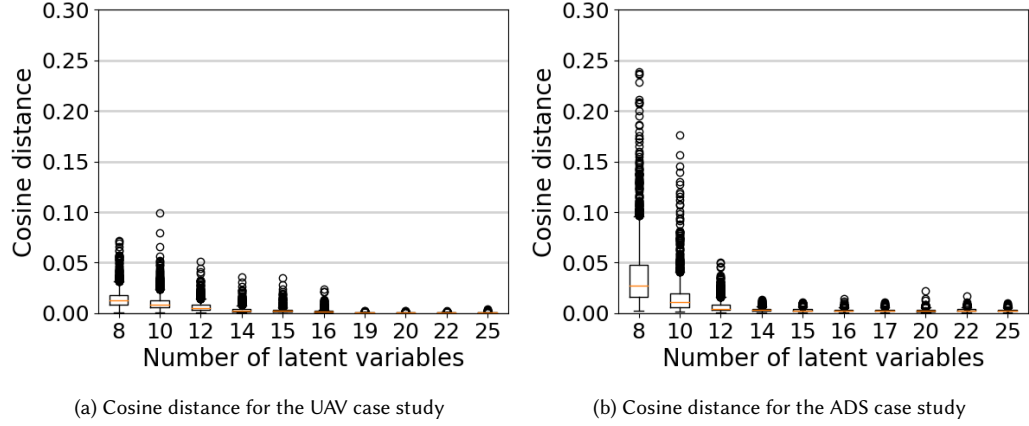 0.30
0.25
0.20
0.15
0.10
0.05
0.00
Cosine distance
8 10 12 14 15 16 19 20 22 25
Number of latent variables
(a) Cosine distance for the UAV case study
0.30
0.25
0.20
0.15
0.10
0.05
0.00
Cosine distance
8 10 12 14 15 16 17 20 22 25
Number of latent variables
(b) Cosine distance for the ADS case study